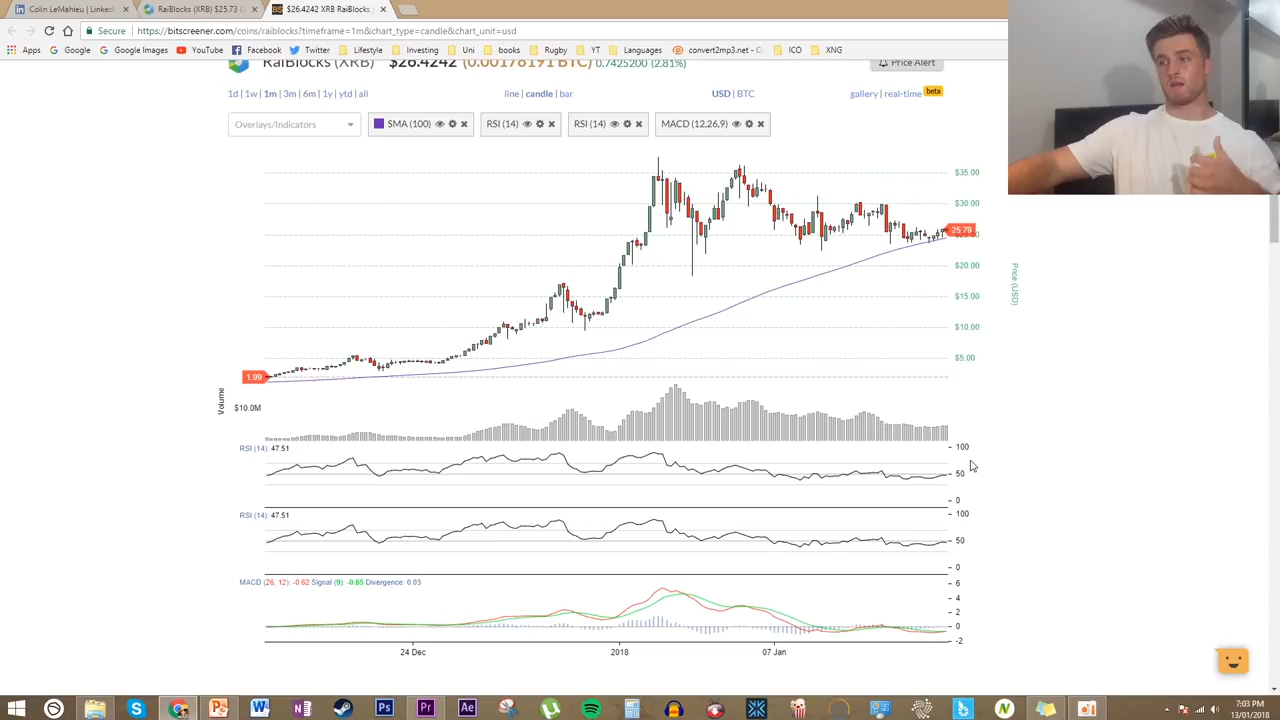 Colin LeMahieu | LinkedI
RaiBlocks (XRB) $25.73 (
26.4242 XRB RaiBlocks |
Secure https://bitscreener.com/coins/raiblocks?timeframe=1m&chart_type=candle&chart_unit=usd
Apps Google Google Images YouTube Facebook Twitter Lifestyle Investing Uni books Rugby YT Languages convert2mp3.net - C ICO XNG
RaiBlocks (XRB) $26.4242 (0.00178191 BTC) 0.7425200 (2.81%) Price Alert
1d | 1w | 1m | 3m | 6m | 1y | ytd | all line | candle | bar USD | BTC gallery | real-time beta
Overlays/Indicators SMA (100) RSI (14) RSI (14) MACD (12,26,9)
$35.00
$30.00
25.79
$20.00
$15.00
$10.00
$5.00
Price (USD)
1.99
Volume
$10.0M
RSI (14): 47.51
100
50
0
RSI (14): 47.51
100
50
0
MACD (26, 12): -0.62 Signal (9): -0.65 Divergence: 0.03
6
4
2
0
-2
24 Dec 2018 07 Jan
7:03 PM
13/01/2018